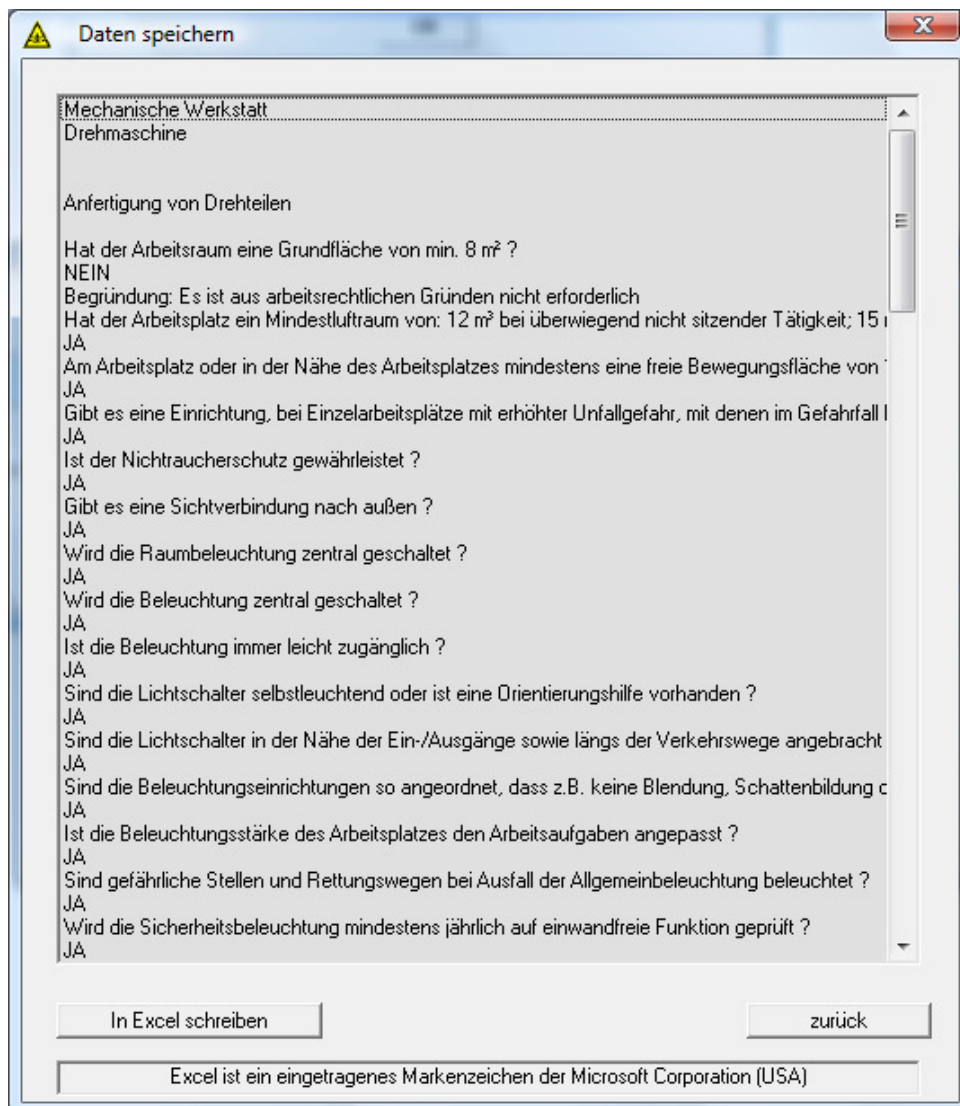 Daten speichern
Mechanische Werkstatt
Drehmaschine
Anfertigung von Drehteilen
Hat der Arbeitsraum eine Grundfläche von min. 8 m² ?
NEIN
Begründung: Es ist aus arbeitsrechtlichen Gründen nicht erforderlich
Hat der Arbeitsplatz ein Mindestluftraum von: 12 m³ bei überwiegend nicht sitzender Tätigkeit; 15
JA
Am Arbeitsplatz oder in der Nähe des Arbeitsplatzes mindestens eine freie Bewegungsfläche von
JA
Gibt es eine Einrichtung, bei Einzelarbeitsplätze mit erhöhter Unfallgefahr, mit denen im Gefahrfall
JA
Ist der Nichtraucherschutz gewährleistet ?
JA
Gibt es eine Sichtverbindung nach außen ?
JA
Wird die Raumbeleuchtung zentral geschaltet ?
JA
Wird die Beleuchtung zentral geschaltet ?
JA
Ist die Beleuchtung immer leicht zugänglich ?
JA
Sind die Lichtschalter selbstleuchtend oder ist eine Orientierungshilfe vorhanden ?
JA
Sind die Lichtschalter in der Nähe der Ein-/Ausgänge sowie längs der Verkehrswege angebracht
JA
Sind die Beleuchtungseinrichtungen so angeordnet, dass z.B. keine Blendung, Schattenbildung
JA
Ist die Beleuchtungsstärke des Arbeitsplatzes den Arbeitsaufgaben angepasst ?
JA
Sind gefährliche Stellen und Rettungswegen bei Ausfall der Allgemeinbeleuchtung beleuchtet ?
JA
Wird die Sicherheitsbeleuchtung mindestens jährlich auf einwandfreie Funktion geprüft ?
JA
In Excel schreiben
zurück
Excel ist ein eingetragenes Markenzeichen der Microsoft Corporation (USA)